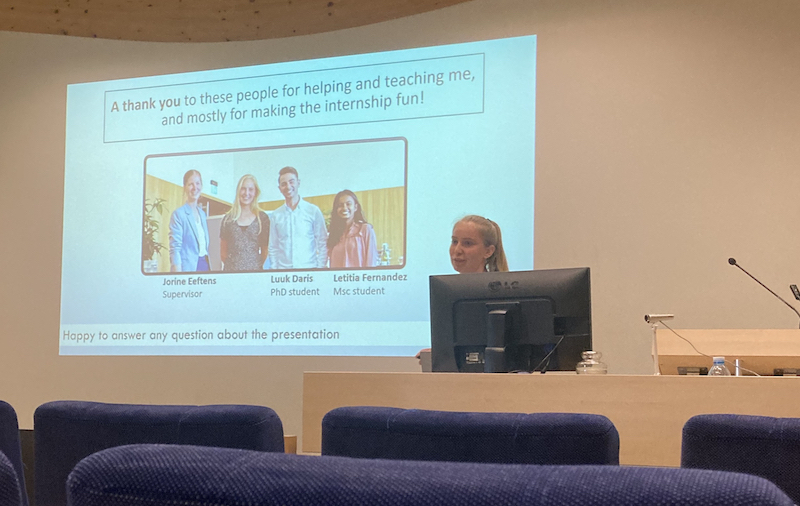 A thank you to these people for helping and teaching me,
and mostly for making the internship fun!
Jorine Eeftens
Supervisor
Luuk Daris
PhD student
Letitia Fernandez
Msc student
Happy to answer any question about the presentation